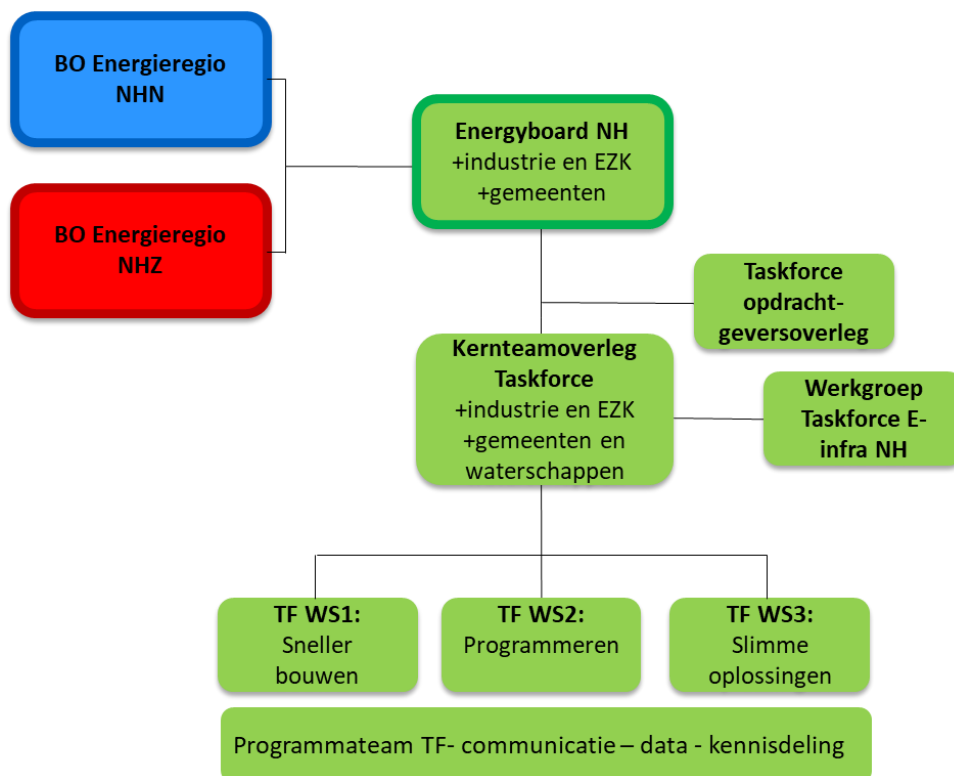 BO Energieregio
NHN
BO Energieregio
NHZ
Energyboard NH
+industrie en EZK
+gemeenten
Taskforce
opdracht-
geversoverleg
Kernteamoverleg
Taskforce
+industrie en EZK
+gemeenten en
waterschappen
Werkgroep
Taskforce E-
infra NH
TF WS1:
Sneller
bouwen
TF WS2:
Programmeren
TF WS3:
Slimme
oplossingen
Programmateam TF- communicatie – data - kennisdeling